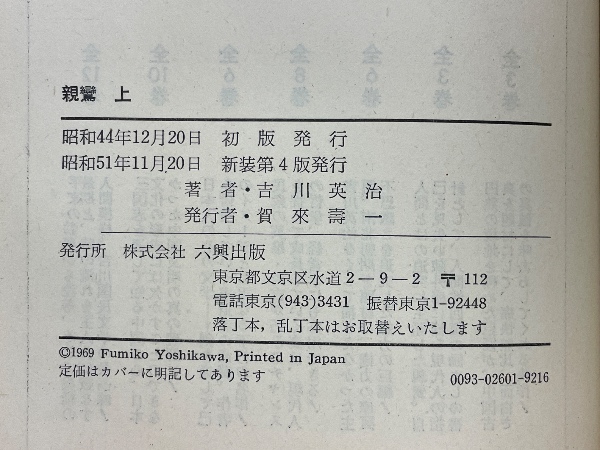 親鸞 上
昭和44年12月20日 初版発行
昭和51年11月20日 新装第4版発行
著者・吉川英治
発行者・賀來壽一
発行所 株式会社 六興出版
東京都文京区水道2-9-2 〒112
電話東京(943)3431 振替東京1-92448
落丁本,乱丁本はお取替えいたします
©1969 Fumiko Yoshikawa, Printed in Japan
定価はカバーに明記してあります
0093-02601-9216